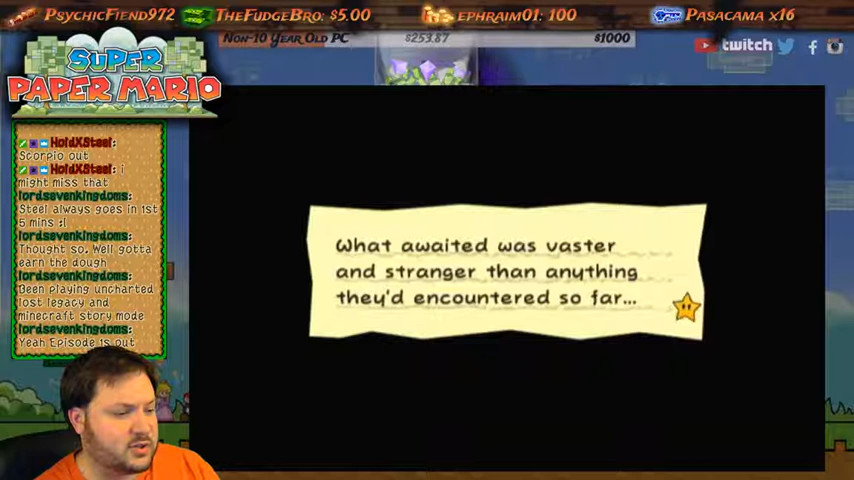 PsychicFiend972
TheFudgeBro: $5.00
ephraim01: 100
Pasacama x16
Non-10 Year Old PC
$259.87
$1000
twitch
SUPER
PAPER MARIO
HoldXSteel:
Scorpio out
HoldXSteel: i
might miss that
lordsevenkingdoms:
Steel always goes in 1st
5 mins :l
lordsevenkingdoms:
Thought so. Well gotta
earn the dough
lordsevenkingdoms:
Been playing uncharted
lost legacy and
minecraft story mode
lordsevenkingdoms:
Yeah Episode 1s out
What awaited was vaster
and stranger than anything
they'd encountered so far...